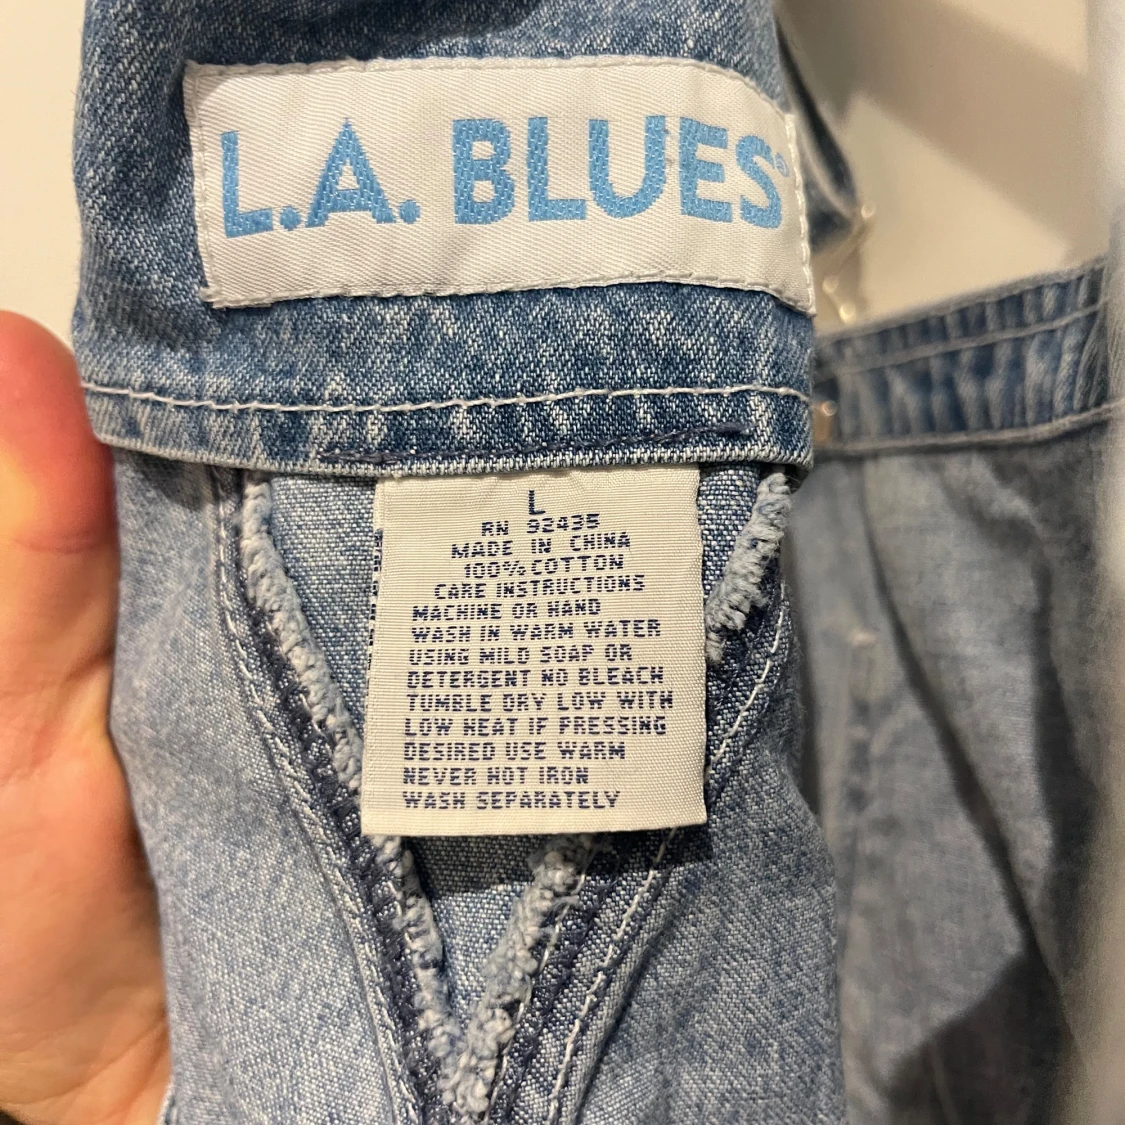 L.A. BLUES®
L
RN 92435
MADE IN CHINA
100% COTTON
CARE INSTRUCTIONS
MACHINE OR HAND
WASH IN WARM WATER
USING MILD SOAP OR
DETERGENT NO BLEACH
TUMBLE DRY LOW WITH
LOW HEAT IF PRESSING
DESIRED USE WARM
NEVER HOT IRON
WASH SEPARATELY